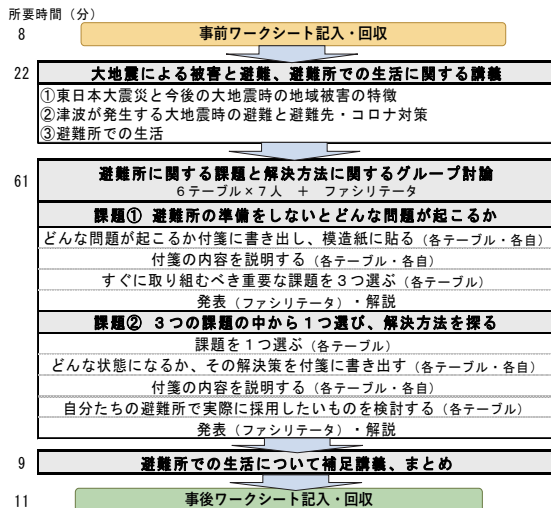 所要時間（分）
8 事前ワークシート記入・回収
22 大地震による被害と避難、避難所での生活に関する講義
①東日本大震災と今後の大地震時の地域被害の特徴
②津波が発生する大地震時の避難と避難先・コロナ対策
③避難所での生活
61 避難所に関する課題と解決方法に関するグループ討論
６テーブル×７人　＋　ファシリテータ
課題① 避難所の準備をしないとどんな問題が起こるか
どんな問題が起こるか付箋に書き出し、模造紙に貼る（各テーブル・各自）
付箋の内容を説明する（各テーブル・各自）
すぐに取り組むべき重要な課題を３つ選ぶ（各テーブル）
発表（ファシリテータ）・解説
課題② ３つの課題の中から１つ選び、解決方法を探る
課題を１つ選ぶ（各テーブル）
どんな状態になるか、その解決策を付箋に書き出す（各テーブル・各自）
付箋の内容を説明する（各テーブル・各自）
自分たちの避難所で実際に採用したいものを検討する（各テーブル）
発表（ファシリテータ）・解説
9 避難所での生活について補足講義、まとめ
11 事後ワークシート記入・回収